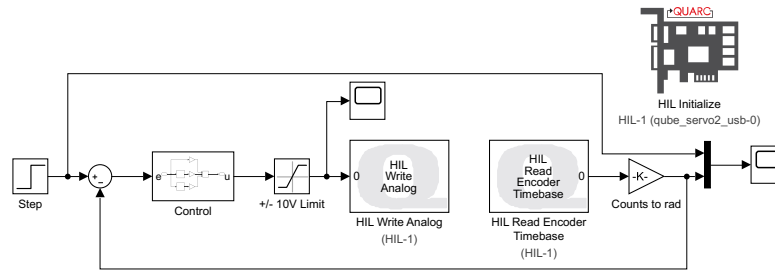 QUARC
HIL Initialize
HIL-1 (qube_servo2_usb-0)
Step
+
−
e
u
Control
+/- 10V Limit
0
HIL
Write
Analog
HIL Write Analog
(HIL-1)
HIL
Read
Encoder
Timebase
0
HIL Read Encoder
Timebase
(HIL-1)
-K-
Counts to rad